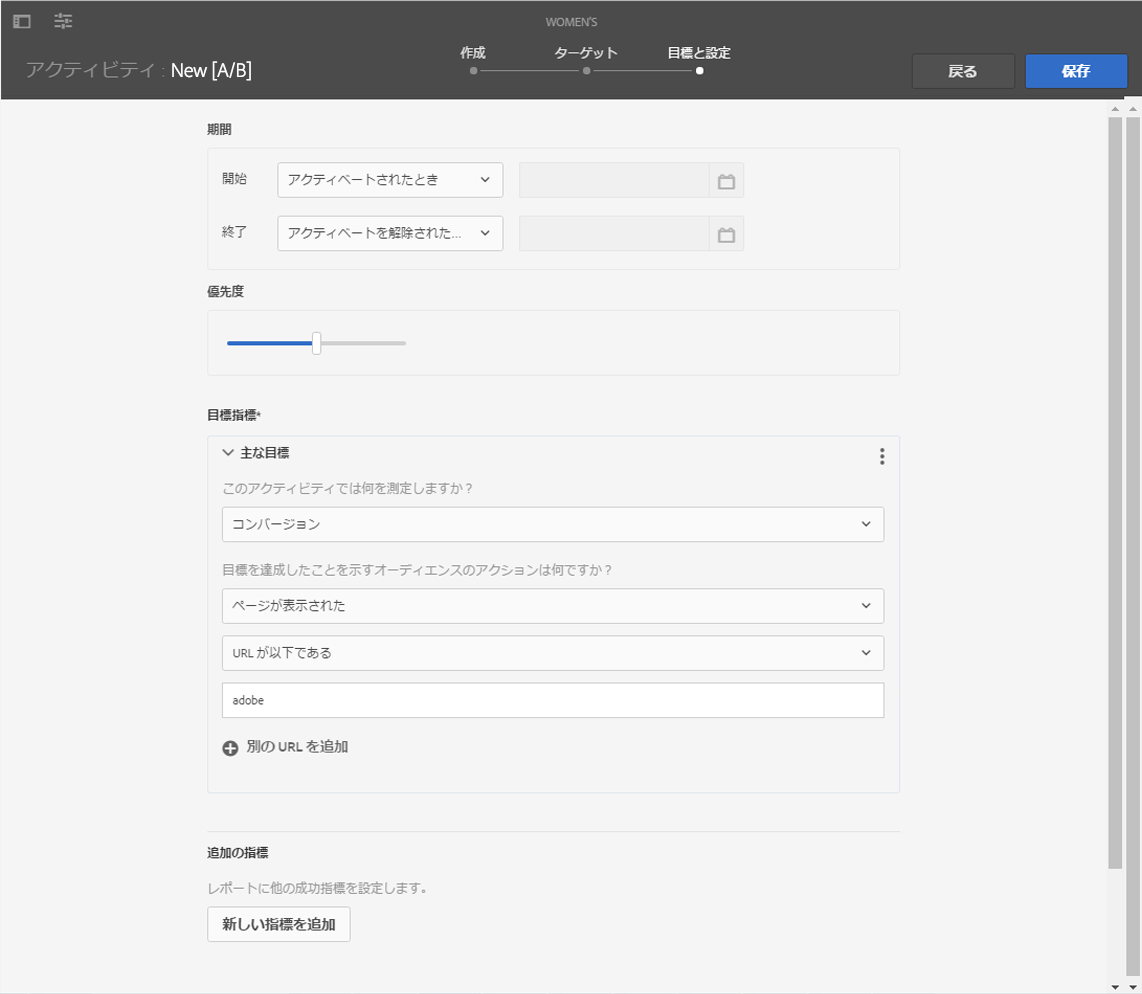 WOMEN'S
アクティビティ : New [A/B]
作成
ターゲット
目標と設定
戻る
保存
期間
開始
アクティベートされたとき
終了
アクティベートを解除された...
優先度
目標指標*
主な目標
このアクティビティでは何を測定しますか？
コンバージョン
目標を達成したことを示すオーディエンスのアクションは何ですか？
ページが表示された
URL が以下である
adobe
別の URL を追加
追加の指標
レポートに他の成功指標を設定します。
新しい指標を追加